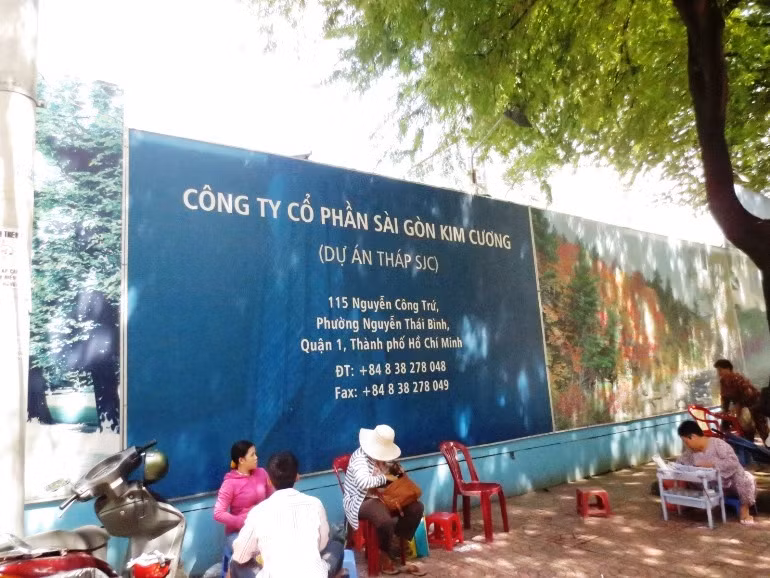 CÔNG TY CỔ PHẦN SÀI GÒN KIM CƯƠNG
(DỰ ÁN THÁP SJC)
115 Nguyễn Công Trứ,
Phường Nguyễn Thái Bình,
Quận 1, Thành phố Hồ Chí Minh
ĐT: +84 8 38 278 048
Fax: +84 8 38 278 049